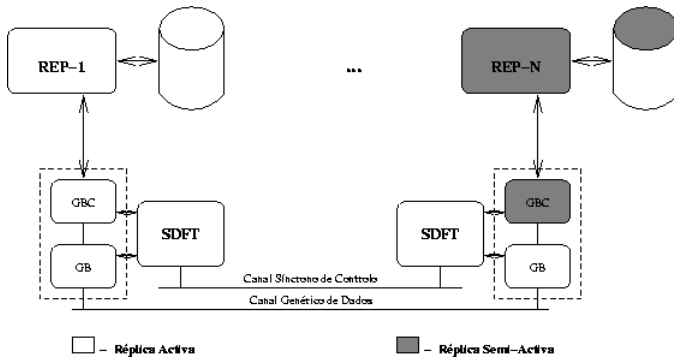 REP-1
...
REP-N
GBC
SDFT
GB
SDFT
GBC
GB
Canal Síncrono de Controlo
Canal Genérico de Dados
- Réplica Activa
- Réplica Semi-Activa